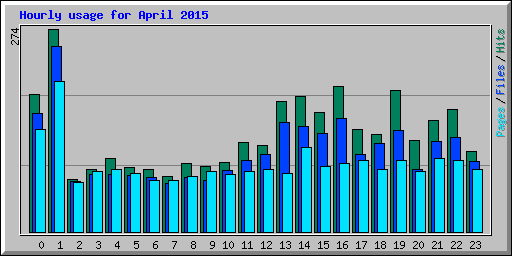 Hourly usage for April 2015
274
Pages/Files/Hits
0 1 2 3 4 5 6 7 8 9 10 11 12 13 14 15 16 17 18 19 20 21 22 23